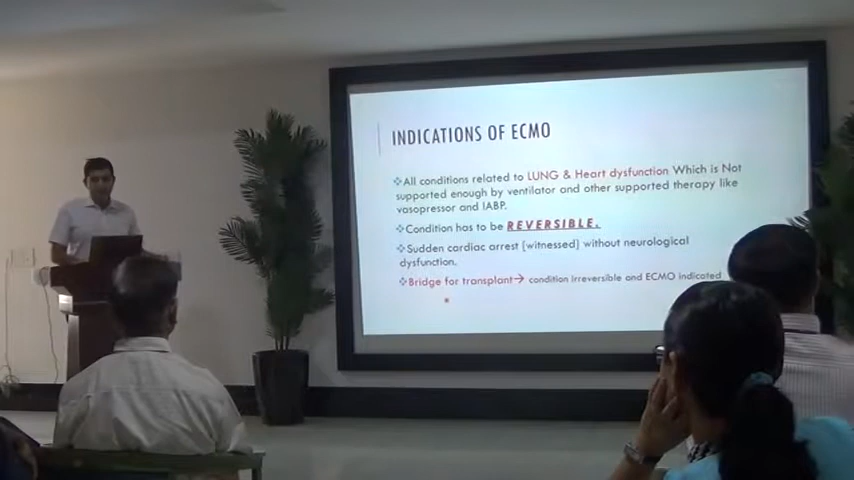 INDICATIONS OF ECMO
❖All conditions related to LUNG & Heart dysfunction Which is Not
supported enough by Ventilator & other supporting therapy like
vasopressor and IABP.
❖Condition has to be REVERSIBLE.
❖Sudden cardiac arrest [witnessed] without neurological
dysfunction.
❖Bridge for transplant→ condition irreversible and ECMO indicated